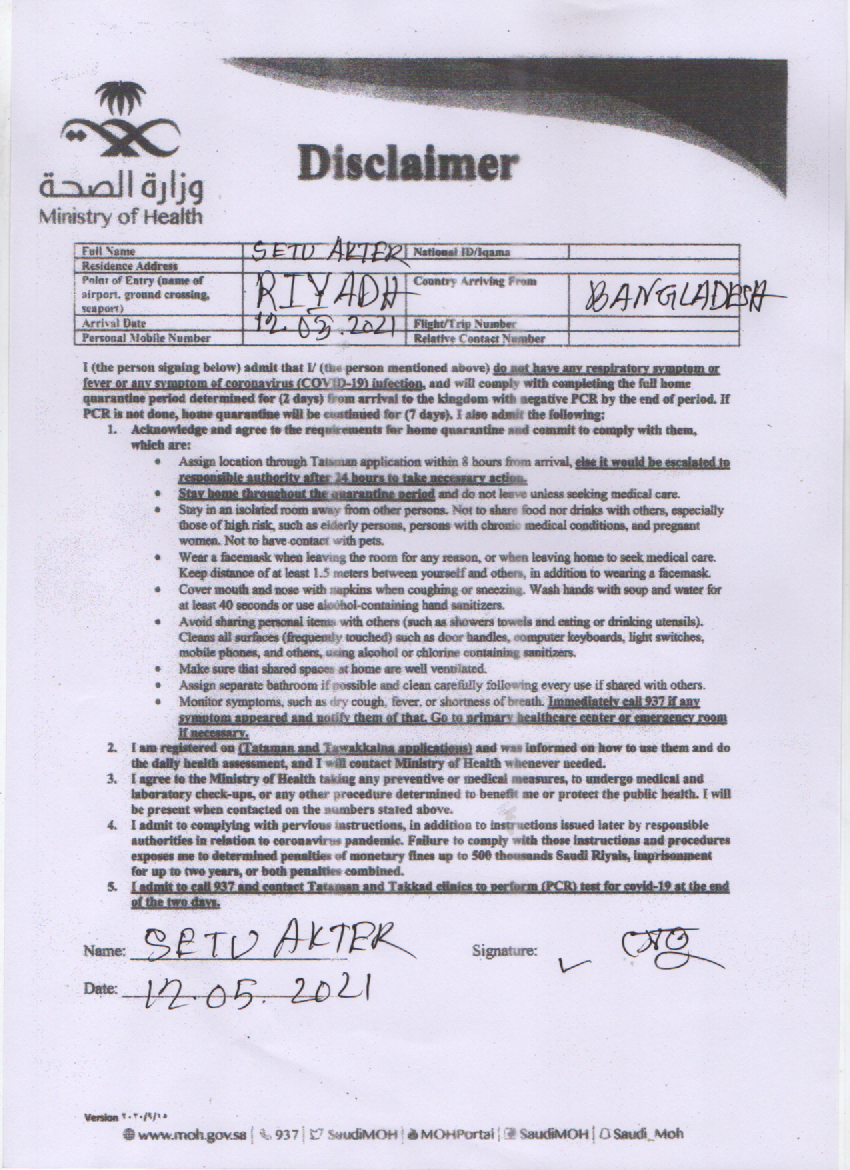 Disclaimer
وزارة الصحة
Ministry of Health
Full Name SETU AKTER National ID/Iqama
Residence Address
Point of Entry (name of airport, ground crossing, seaport) RIYADH Country Arriving From BANGLADESH
Arrival Date 12.05.2021 Flight/Trip Number
Personal Mobile Number Relative Contact Number
I (the person signing below) admit that I/ (the person mentioned above) do not have any respiratory symptom or
fever or any symptom of coronavirus (COVID-19) infection, and will comply with completing the full home
quarantine period determined for (2 days) from arrival to the kingdom with negative PCR by the end of period. If
PCR is not done, home quarantine will be continued for (7 days). I also admit the following:
1. Acknowledge and agree to the requirements for home quarantine and commit to comply with them,
which are:
• Assign location through Tataman application within 8 hours from arrival, else it would be escalated to
responsible authority after 24 hours to take necessary action.
• Stay home throughout the quarantine period and do not leave unless seeking medical care.
• Stay in an isolated room away from other persons. Not to share food nor drinks with others, especially
those of high risk, such as elderly persons, persons with chronic medical conditions, and pregnant
women. Not to have contact with pets.
• Wear a facemask when leaving the room for any reason, or when leaving home to seek medical care.
Keep distance of at least 1.5 meters between yourself and others, in addition to wearing a facemask.
• Cover mouth and nose with napkins when coughing or sneezing. Wash hands with soup and water for
at least 40 seconds or use alcohol-containing hand sanitizers.
• Avoid sharing personal items with others (such as showers towels and eating or drinking utensils).
Cleans all surfaces (frequently touched) such as door handles, computer keyboards, light switches,
mobile phones, and others, using alcohol or chlorine containing sanitizers.
• Make sure that shared spaces at home are well ventilated.
• Assign separate bathroom if possible and clean carefully following every use if shared with others.
• Monitor symptoms, such as dry cough, fever, or shortness of breath. Immediately call 937 if any
symptom appeared and notify them of that. Go to primary healthcare center or emergency room
if necessary.
2. I am registered on (Tataman and Tawakkalna applications) and was informed on how to use them and do
the daily health assessment, and I will contact Ministry of Health whenever needed.
3. I agree to the Ministry of Health taking any preventive or medical measures, to undergo medical and
laboratory check-ups, or any other procedure determined to benefit me or protect the public health. I will
be present when contacted on the numbers stated above.
4. I admit to complying with pervious instructions, in addition to instructions issued later by responsible
authorities in relation to coronavirus pandemic. Failure to comply with those instructions and procedures
exposes me to determined penalties of monetary fines up to 500 thousands Saudi Riyals, imprisonment
for up to two years, or both penalties combined.
5. I admit to call 937 and contact Tataman and Takkad clinics to perform (PCR) test for covid-19 at the end
of the two days.
Name: SETU AKTER Signature: সেতু
Date: 12.05.2021
Version ٢٠٢٠/٩/١٥
www.moh.gov.sa | 937 | SaudiMOH | MOHPortal | SaudiMOH | Saudi_Moh